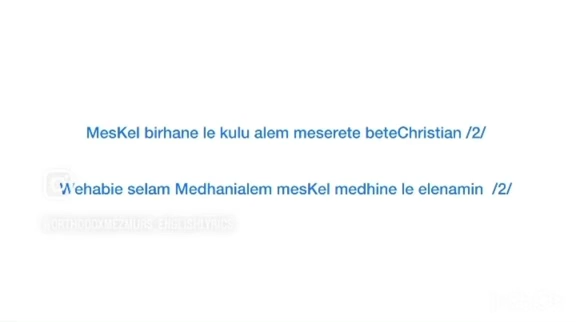 MesKel birhane le kulu alem meserete beteChristian /2/
Wehabie selam Medhanialem mesKel medhine le elenamin /2/